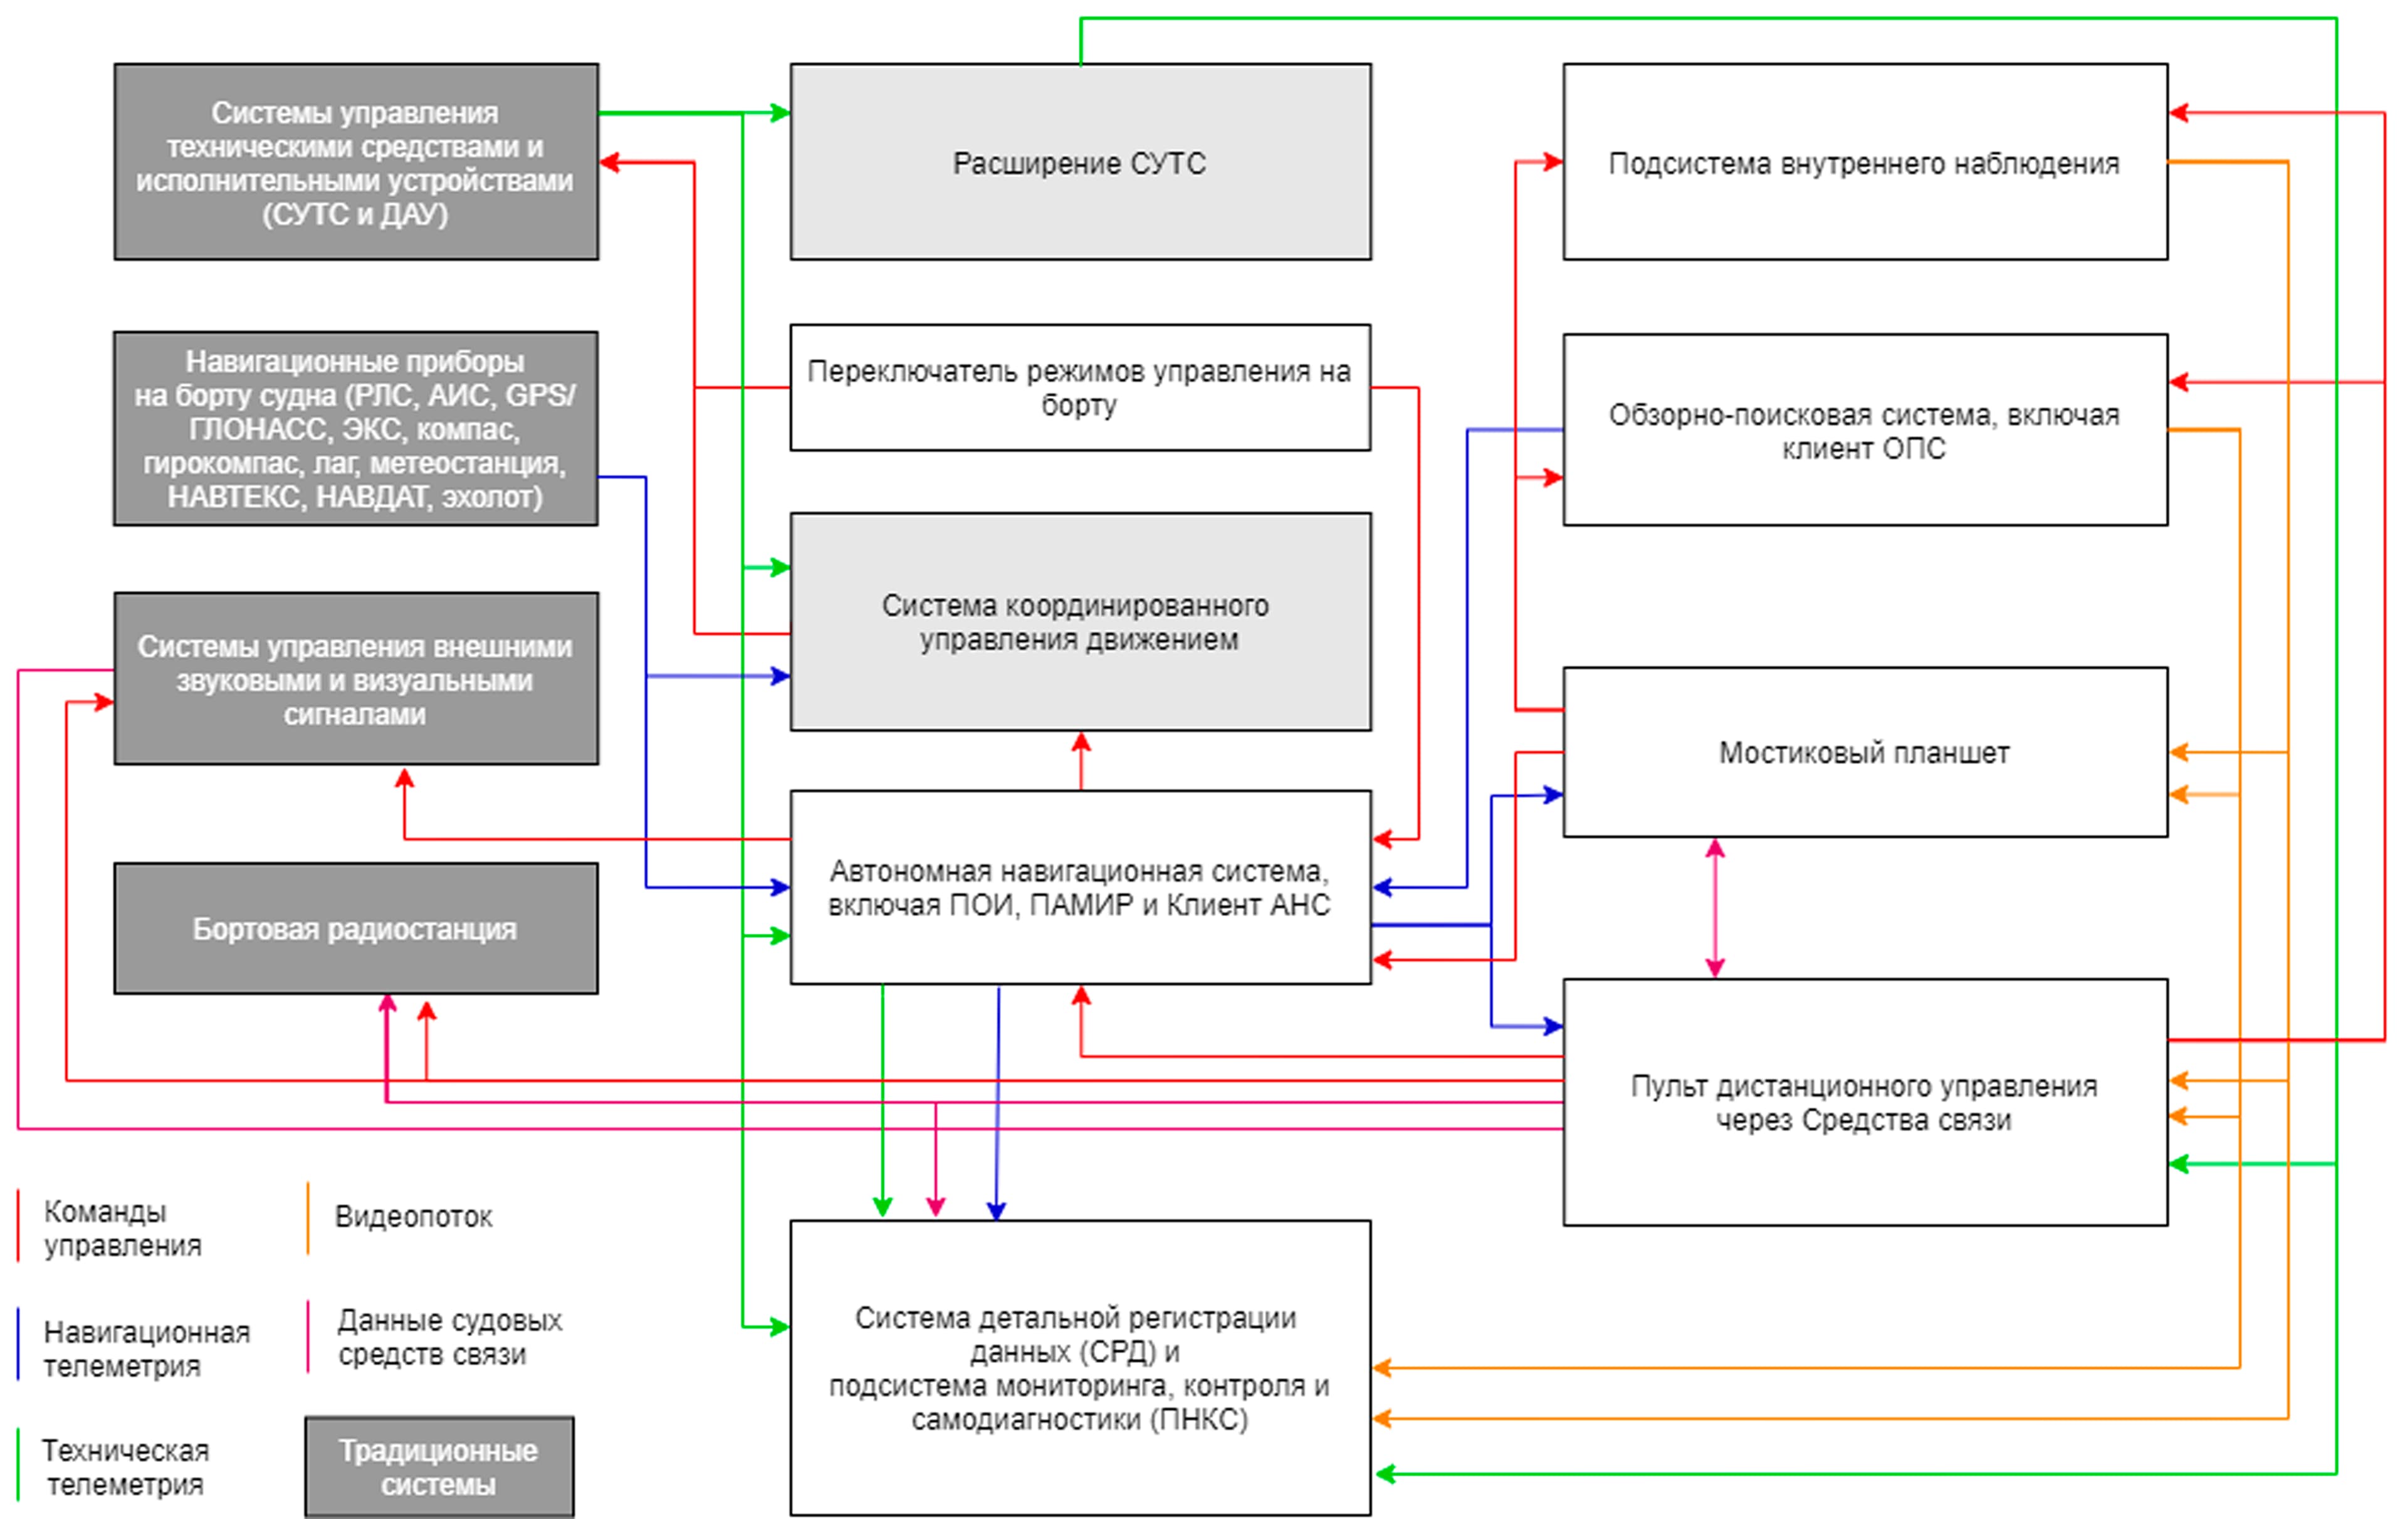 Системы управления
техническими средствами и
исполнительными устройствами
(СУТС и ДАУ)
Расширение СУТС
Подсистема внутреннего наблюдения
Навигационные приборы
на борту судна (РЛС, АИС, GPS/
ГЛОНАСС, ЭКС, компас,
гирокомпас, лаг, метеостанция,
НАВТЕКС, НАВДАТ, эхолот)
Переключатель режимов управления на
борту
Обзорно-поисковая система, включая
клиент ОПС
Системы управления внешними
звуковыми и визуальными
сигналами
Система координированного
управления движением
Мостиковый планшет
Бортовая радиостанция
Автономная навигационная система,
включая ПОИ, ПАМИР и Клиент АНС
Пульт дистанционного управления
через Средства связи
Система детальной регистрации
данных (СРД) и
подсистема мониторинга, контроля и
самодиагностики (ПНКС)
Команды
управления
Видеопоток
Навигационная
телеметрия
Данные судовых
средств связи
Техническая
телеметрия
Традиционные
системы